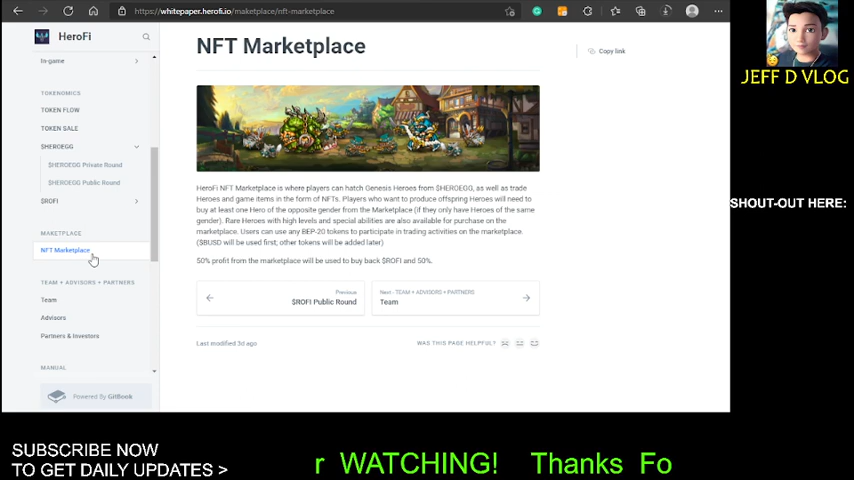 https://whitepaper.herofi.io/maketplace/nft-marketplace
HeroFi
In-game
TOKENOMICS
TOKEN FLOW
TOKEN SALE
$HEROEGG
$HEROEGG Private Round
$HEROEGG Public Round
$ROFI
MAKETPLACE
NFT Marketplace
TEAM + ADVISORS + PARTNERS
Team
Advisors
Partners & Investors
MANUAL
Powered By GitBook
NFT Marketplace
Copy link
HeroFi NFT Marketplace is where players can hatch Genesis Heroes from $HEROEGG, as well as trade
Heroes and game items in the form of NFTs. Players who want to produce offspring Heroes will need to
buy at least one Hero of the opposite gender from the Marketplace (if they only have Heroes of the same
gender). Rare Heroes with high levels and special abilities are also available for purchase on the
marketplace. Users can use any BEP-20 tokens to participate in trading activities on the marketplace.
($BUSD will be used first; other tokens will be added later)
50% profit from the marketplace will be used to buy back $ROFI and 50%.
Previous
$ROFI Public Round
Next - TEAM + ADVISORS + PARTNERS
Team
Last modified 3d ago
WAS THIS PAGE HELPFUL?
JEFF D VLOG
SHOUT-OUT HERE:
SUBSCRIBE NOW
TO GET DAILY UPDATES >
r WATCHING! Thanks Fo